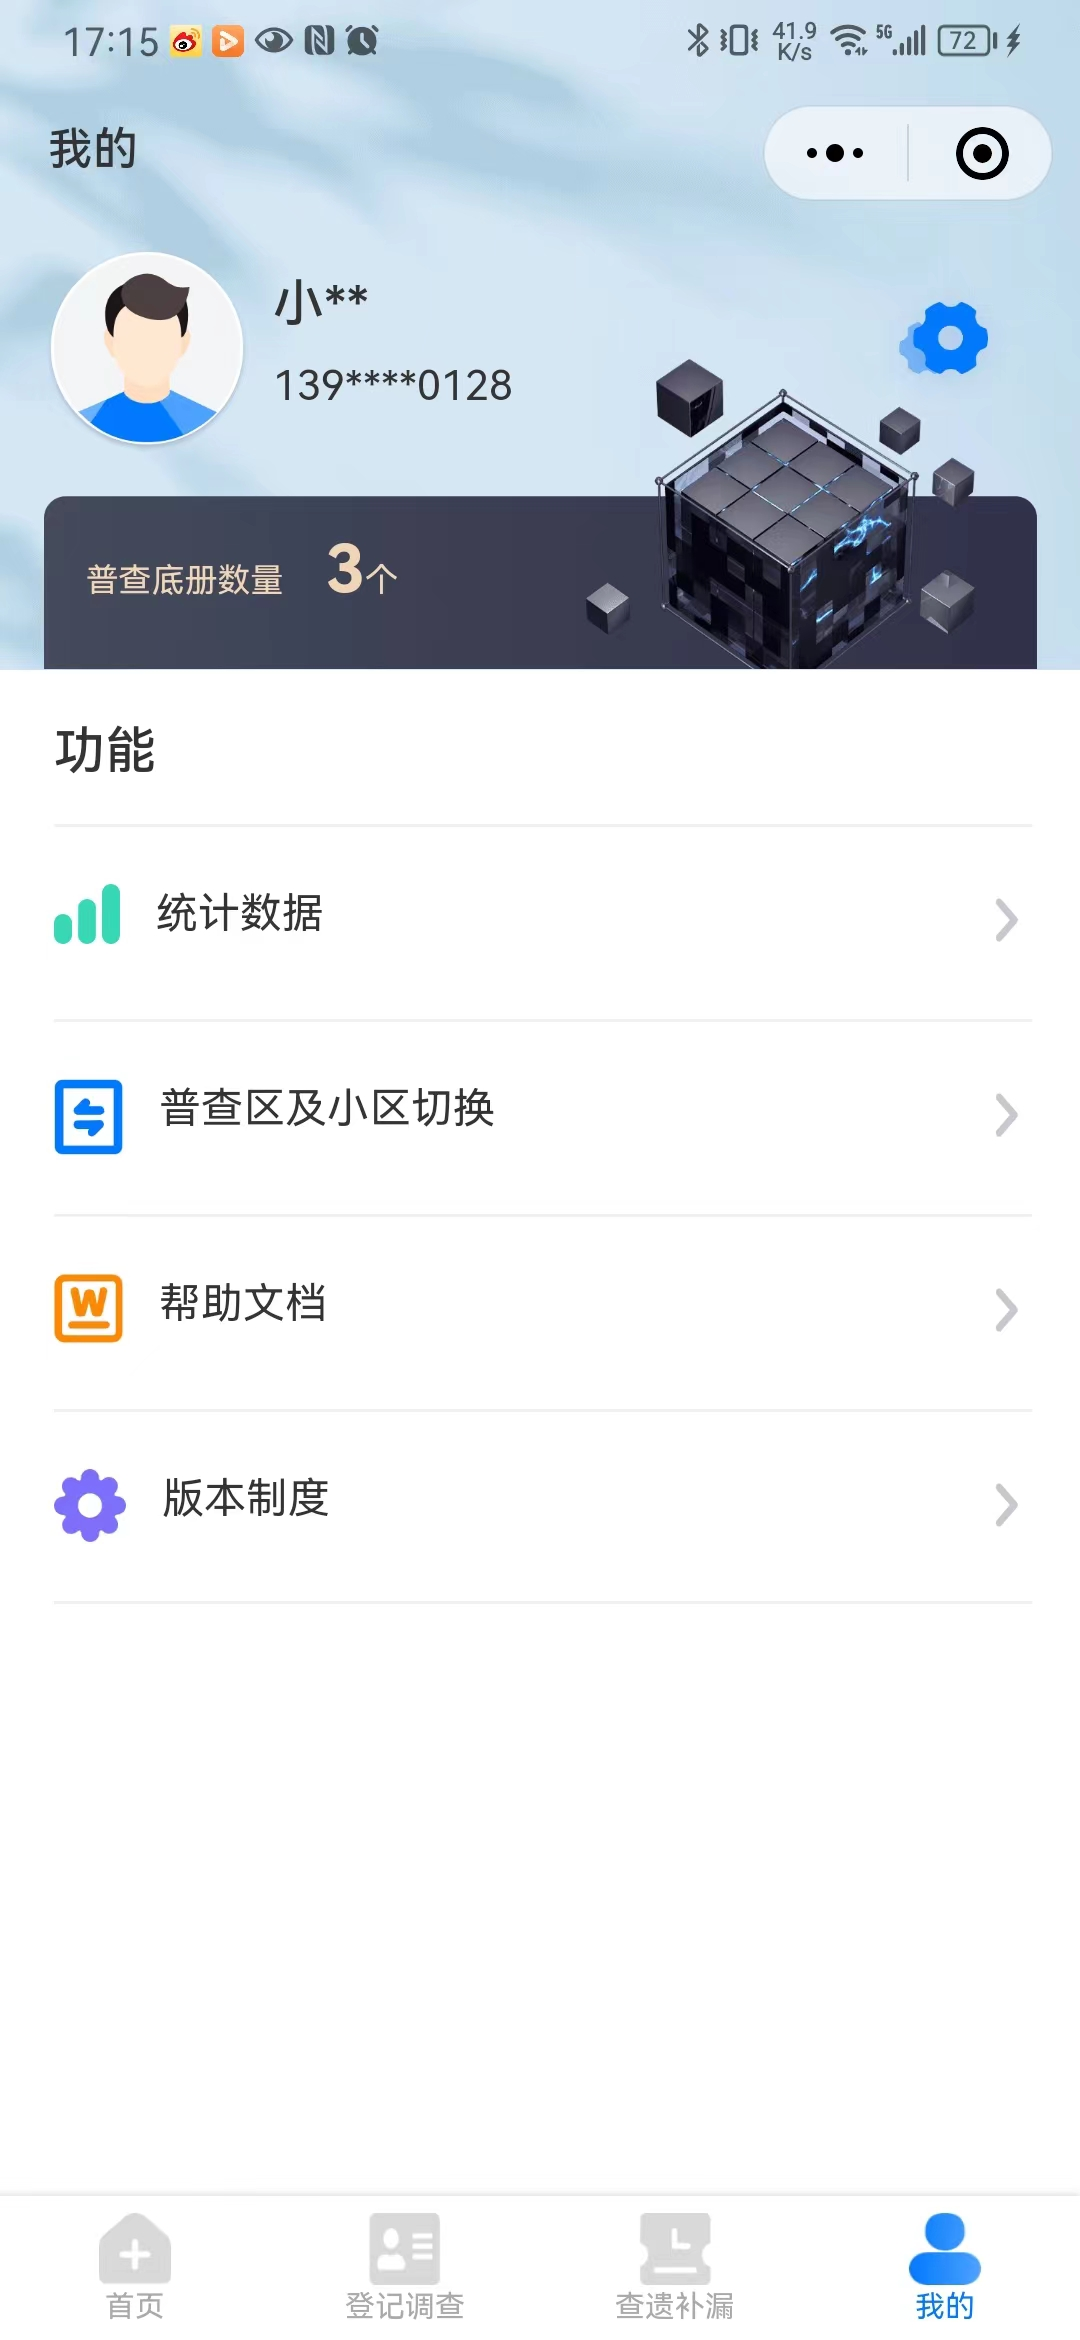 17:15
41.9 K/s
5G
72
我的
小**
139****0128
普查底册数量 3个
功能
统计数据
普查区及小区切换
W
帮助文档
版本制度
首页
登记调查
查遗补漏
我的